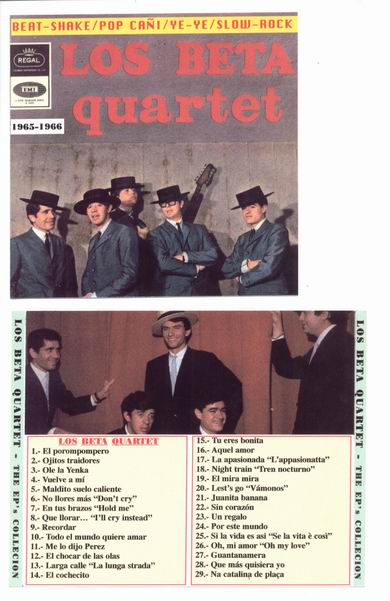 BEAT-SHAKE/POP CAÑI/YE-YE/SLOW-ROCK
REGAL
LOS BETA
EMI
quartet
1965-1966
LOS BETA QUARTET - THE EP's COLLECION
LOS BETA QUARTET
1.- El porompompero
2.- Ojitos traidores
3.- Ole la Yenka
4.- Vuelve a mí
5.- Maldito suelo caliente
6.- No llores más “Don't cry”
7.- En tus brazos “Hold me”
8.- Que llorar... “I'll cry instead”
9.- Recordar
10.- Todo el mundo quiere amar
11.- Me lo dijo Perez
12.- El chocar de las olas
13.- Larga calle “La lunga strada”
14.- El cochecito
15.- Tu eres bonita
16.- Aquel amor
17.- La apasionada “L'appasionatta”
18.- Night train “Tren nocturno”
19.- El mira mira
20.- Lest's go “Vámonos”
21.- Juanita banana
22.- Sin corazón
23.- Un regalo
24.- Por este mundo
25.- Si la vida es asi “Se la vita è così”
26.- Oh, mi amor “Oh my love”
27.- Guantanamera
28.- Que más quisiera yo
29.- Na catalina de plaça
LOS BETA QUARTET - THE EP's COLLECION